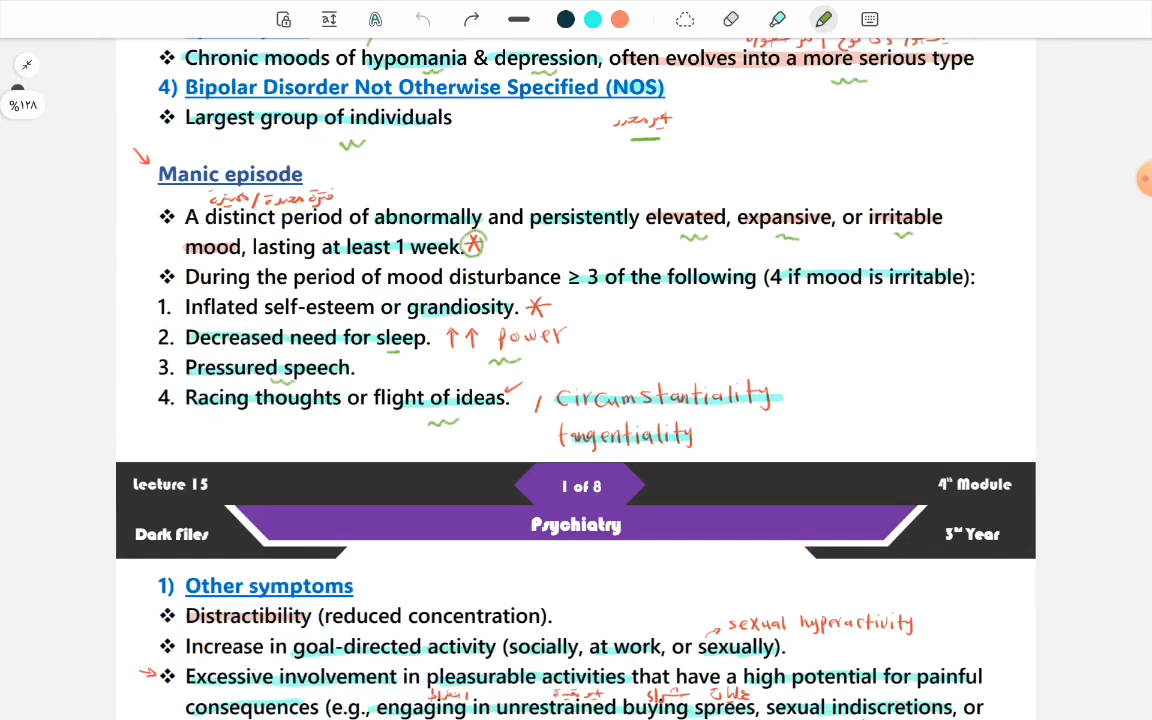 %١٢٨
❖ Chronic moods of hypomania & depression, often evolves into a more serious type
4) Bipolar Disorder Not Otherwise Specified (NOS)
❖ Largest group of individuals
غير محدد
Manic episode
فترة محددة / مميزة
❖ A distinct period of abnormally and persistently elevated, expansive, or irritable
mood, lasting at least 1 week.*
❖ During the period of mood disturbance ≥ 3 of the following (4 if mood is irritable):
1. Inflated self-esteem or grandiosity. *
2. Decreased need for sleep. ↑↑ power
3. Pressured speech.
4. Racing thoughts or flight of ideas. / circumstantiality
tangentiality
Lecture 15 1 of 8 4th Module
Dark Files Psychiatry 3rd Year
1) Other symptoms
❖ Distractibility (reduced concentration).
sexual hyperactivity
❖ Increase in goal-directed activity (socially, at work, or sexually).
❖ Excessive involvement in pleasurable activities that have a high potential for painful
consequences (e.g., engaging in unrestrained buying sprees, sexual indiscretions, or